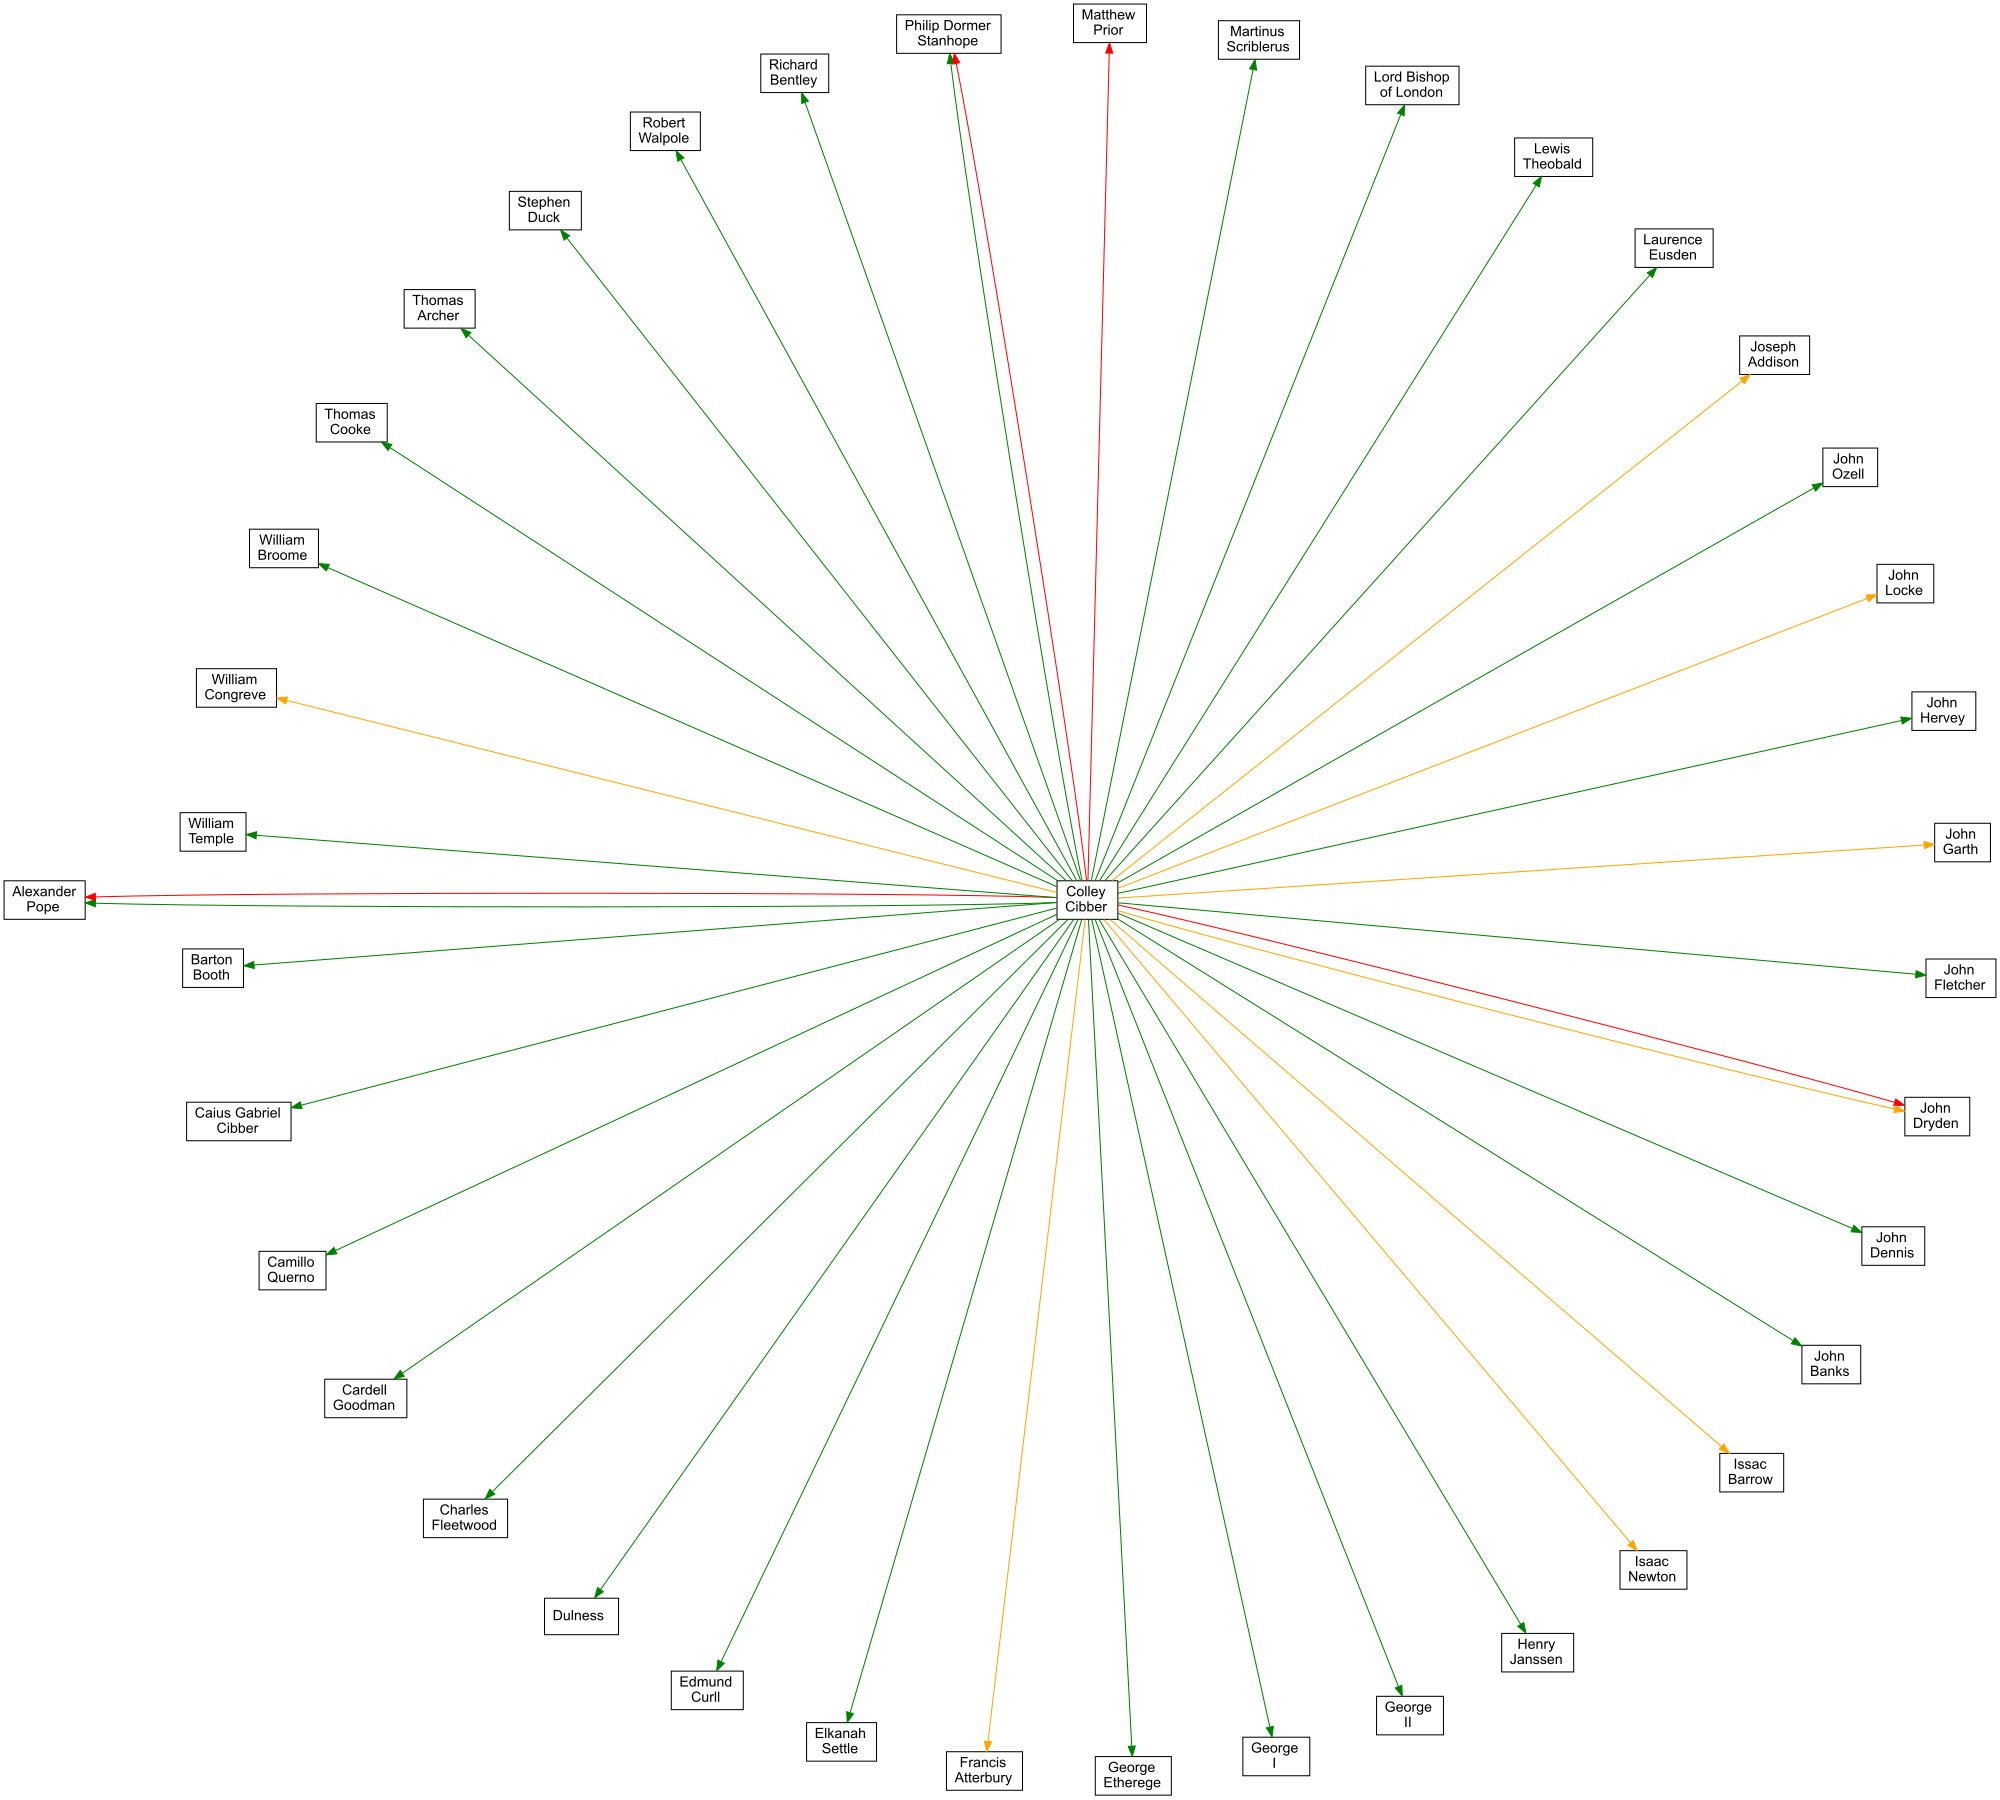 Matthew
Prior
Philip Dormer
Stanhope
Martinus
Scriblerus
Richard
Bentley
Lord Bishop
of London
Robert
Walpole
Lewis
Theobald
Stephen
Duck
Laurence
Eusden
Thomas
Archer
Joseph
Addison
Thomas
Cooke
John
Ozell
William
Broome
John
Locke
William
Congreve
John
Hervey
William
Temple
John
Garth
Alexander
Pope
Colley
Cibber
Barton
Booth
John
Fletcher
Caius Gabriel
Cibber
John
Dryden
Camillo
Querno
John
Dennis
Cardell
Goodman
John
Banks
Charles
Fleetwood
Issac
Barrow
Dulness
Isaac
Newton
Edmund
Curll
Henry
Janssen
Elkanah
Settle
George
II
Francis
Atterbury
George
I
George
Etherege